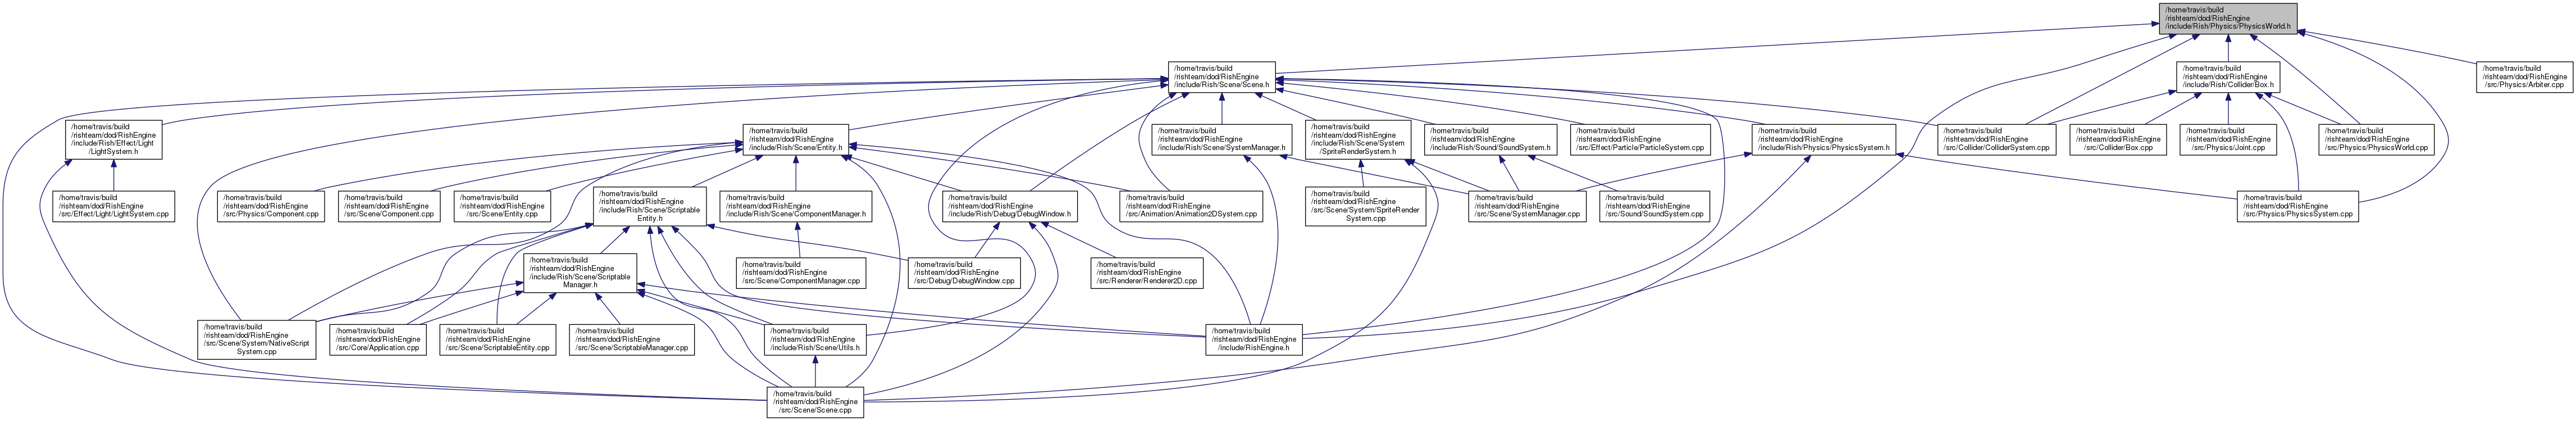 /home/travis/build
/rishteam/dod/RishEngine
/include/Rish/Physics/PhysicsWorld.h
/home/travis/build
/rishteam/dod/RishEngine
/include/Rish/Scene/Scene.h
/home/travis/build
/rishteam/dod/RishEngine
/include/Rish/Collider/Box.h
/home/travis/build
/rishteam/dod/RishEngine
/src/Physics/Arbiter.cpp
/home/travis/build
/rishteam/dod/RishEngine
/include/Rish/Effect/Light
/LightSystem.h
/home/travis/build
/rishteam/dod/RishEngine
/include/Rish/Scene/Entity.h
/home/travis/build
/rishteam/dod/RishEngine
/include/Rish/Scene/SystemManager.h
/home/travis/build
/rishteam/dod/RishEngine
/include/Rish/Scene/System
/SpriteRenderSystem.h
/home/travis/build
/rishteam/dod/RishEngine
/include/Rish/Sound/SoundSystem.h
/home/travis/build
/rishteam/dod/RishEngine
/src/Effect/Particle/ParticleSystem.cpp
/home/travis/build
/rishteam/dod/RishEngine
/include/Rish/Physics/PhysicsSystem.h
/home/travis/build
/rishteam/dod/RishEngine
/src/Collider/ColliderSystem.cpp
/home/travis/build
/rishteam/dod/RishEngine
/src/Collider/Box.cpp
/home/travis/build
/rishteam/dod/RishEngine
/src/Physics/Joint.cpp
/home/travis/build
/rishteam/dod/RishEngine
/src/Physics/PhysicsWorld.cpp
/home/travis/build
/rishteam/dod/RishEngine
/src/Effect/Light/LightSystem.cpp
/home/travis/build
/rishteam/dod/RishEngine
/src/Physics/Component.cpp
/home/travis/build
/rishteam/dod/RishEngine
/src/Scene/Component.cpp
/home/travis/build
/rishteam/dod/RishEngine
/src/Scene/Entity.cpp
/home/travis/build
/rishteam/dod/RishEngine
/include/Rish/Scene/Scriptable
Entity.h
/home/travis/build
/rishteam/dod/RishEngine
/include/Rish/Scene/ComponentManager.h
/home/travis/build
/rishteam/dod/RishEngine
/include/Rish/Debug/DebugWindow.h
/home/travis/build
/rishteam/dod/RishEngine
/src/Animation/Animation2DSystem.cpp
/home/travis/build
/rishteam/dod/RishEngine
/src/Scene/System/SpriteRender
System.cpp
/home/travis/build
/rishteam/dod/RishEngine
/src/Scene/SystemManager.cpp
/home/travis/build
/rishteam/dod/RishEngine
/src/Sound/SoundSystem.cpp
/home/travis/build
/rishteam/dod/RishEngine
/src/Physics/PhysicsSystem.cpp
/home/travis/build
/rishteam/dod/RishEngine
/include/Rish/Scene/Scriptable
Manager.h
/home/travis/build
/rishteam/dod/RishEngine
/src/Scene/ComponentManager.cpp
/home/travis/build
/rishteam/dod/RishEngine
/src/Debug/DebugWindow.cpp
/home/travis/build
/rishteam/dod/RishEngine
/src/Renderer/Renderer2D.cpp
/home/travis/build
/rishteam/dod/RishEngine
/src/Scene/System/NativeScript
System.cpp
/home/travis/build
/rishteam/dod/RishEngine
/src/Core/Application.cpp
/home/travis/build
/rishteam/dod/RishEngine
/src/Scene/ScriptableEntity.cpp
/home/travis/build
/rishteam/dod/RishEngine
/src/Scene/ScriptableManager.cpp
/home/travis/build
/rishteam/dod/RishEngine
/include/Rish/Scene/Utils.h
/home/travis/build
/rishteam/dod/RishEngine
/include/RishEngine.h
/home/travis/build
/rishteam/dod/RishEngine
/src/Scene/Scene.cpp